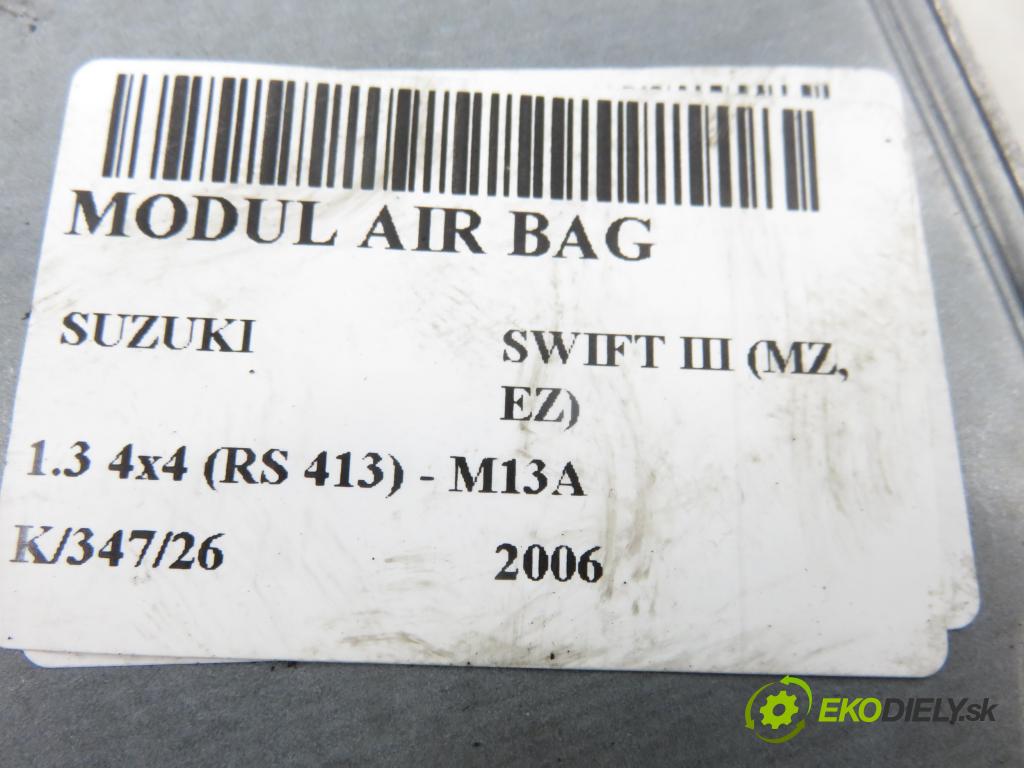 MODUL AIR BAG
SUZUKI SWIFT III (MZ,
EZ)
1.3 4x4 (RS 413) - M13A
K/347/26 2006
EKODIELY.sk